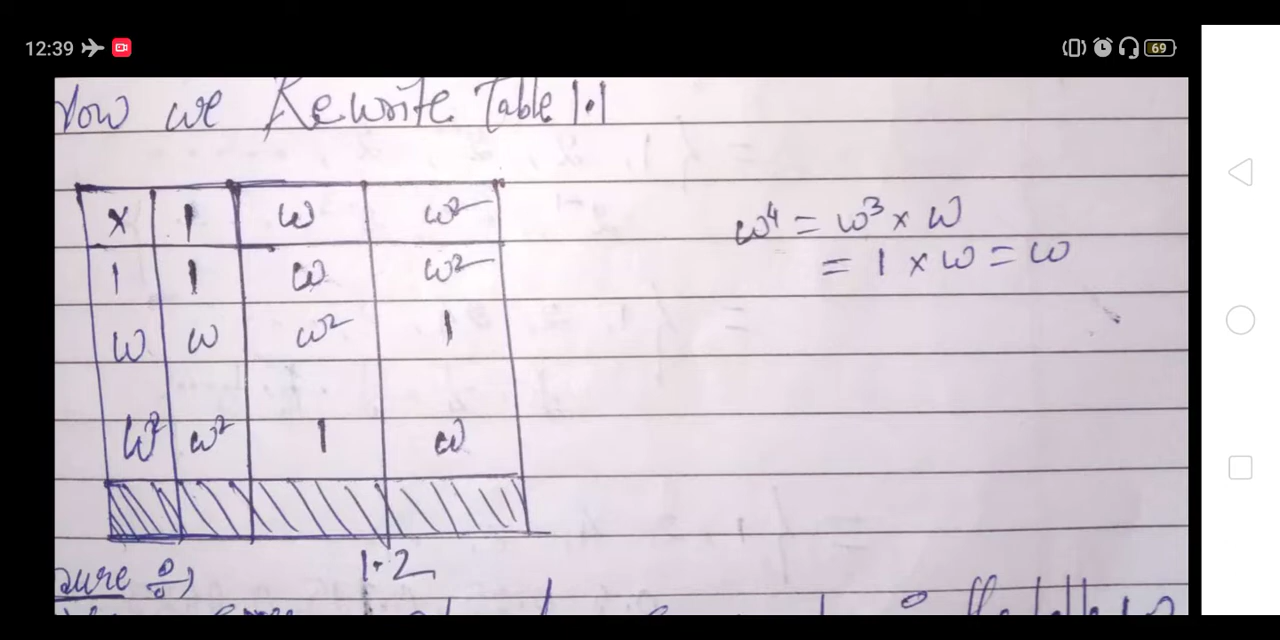 12:39
69
Now we Rewrite Table 1.1
× 1 ω ω²
1 1 ω ω²
ω ω ω² 1
ω² ω² 1 ω
ω⁴ = ω³ × ω
= 1 × ω = ω
1.2
sure